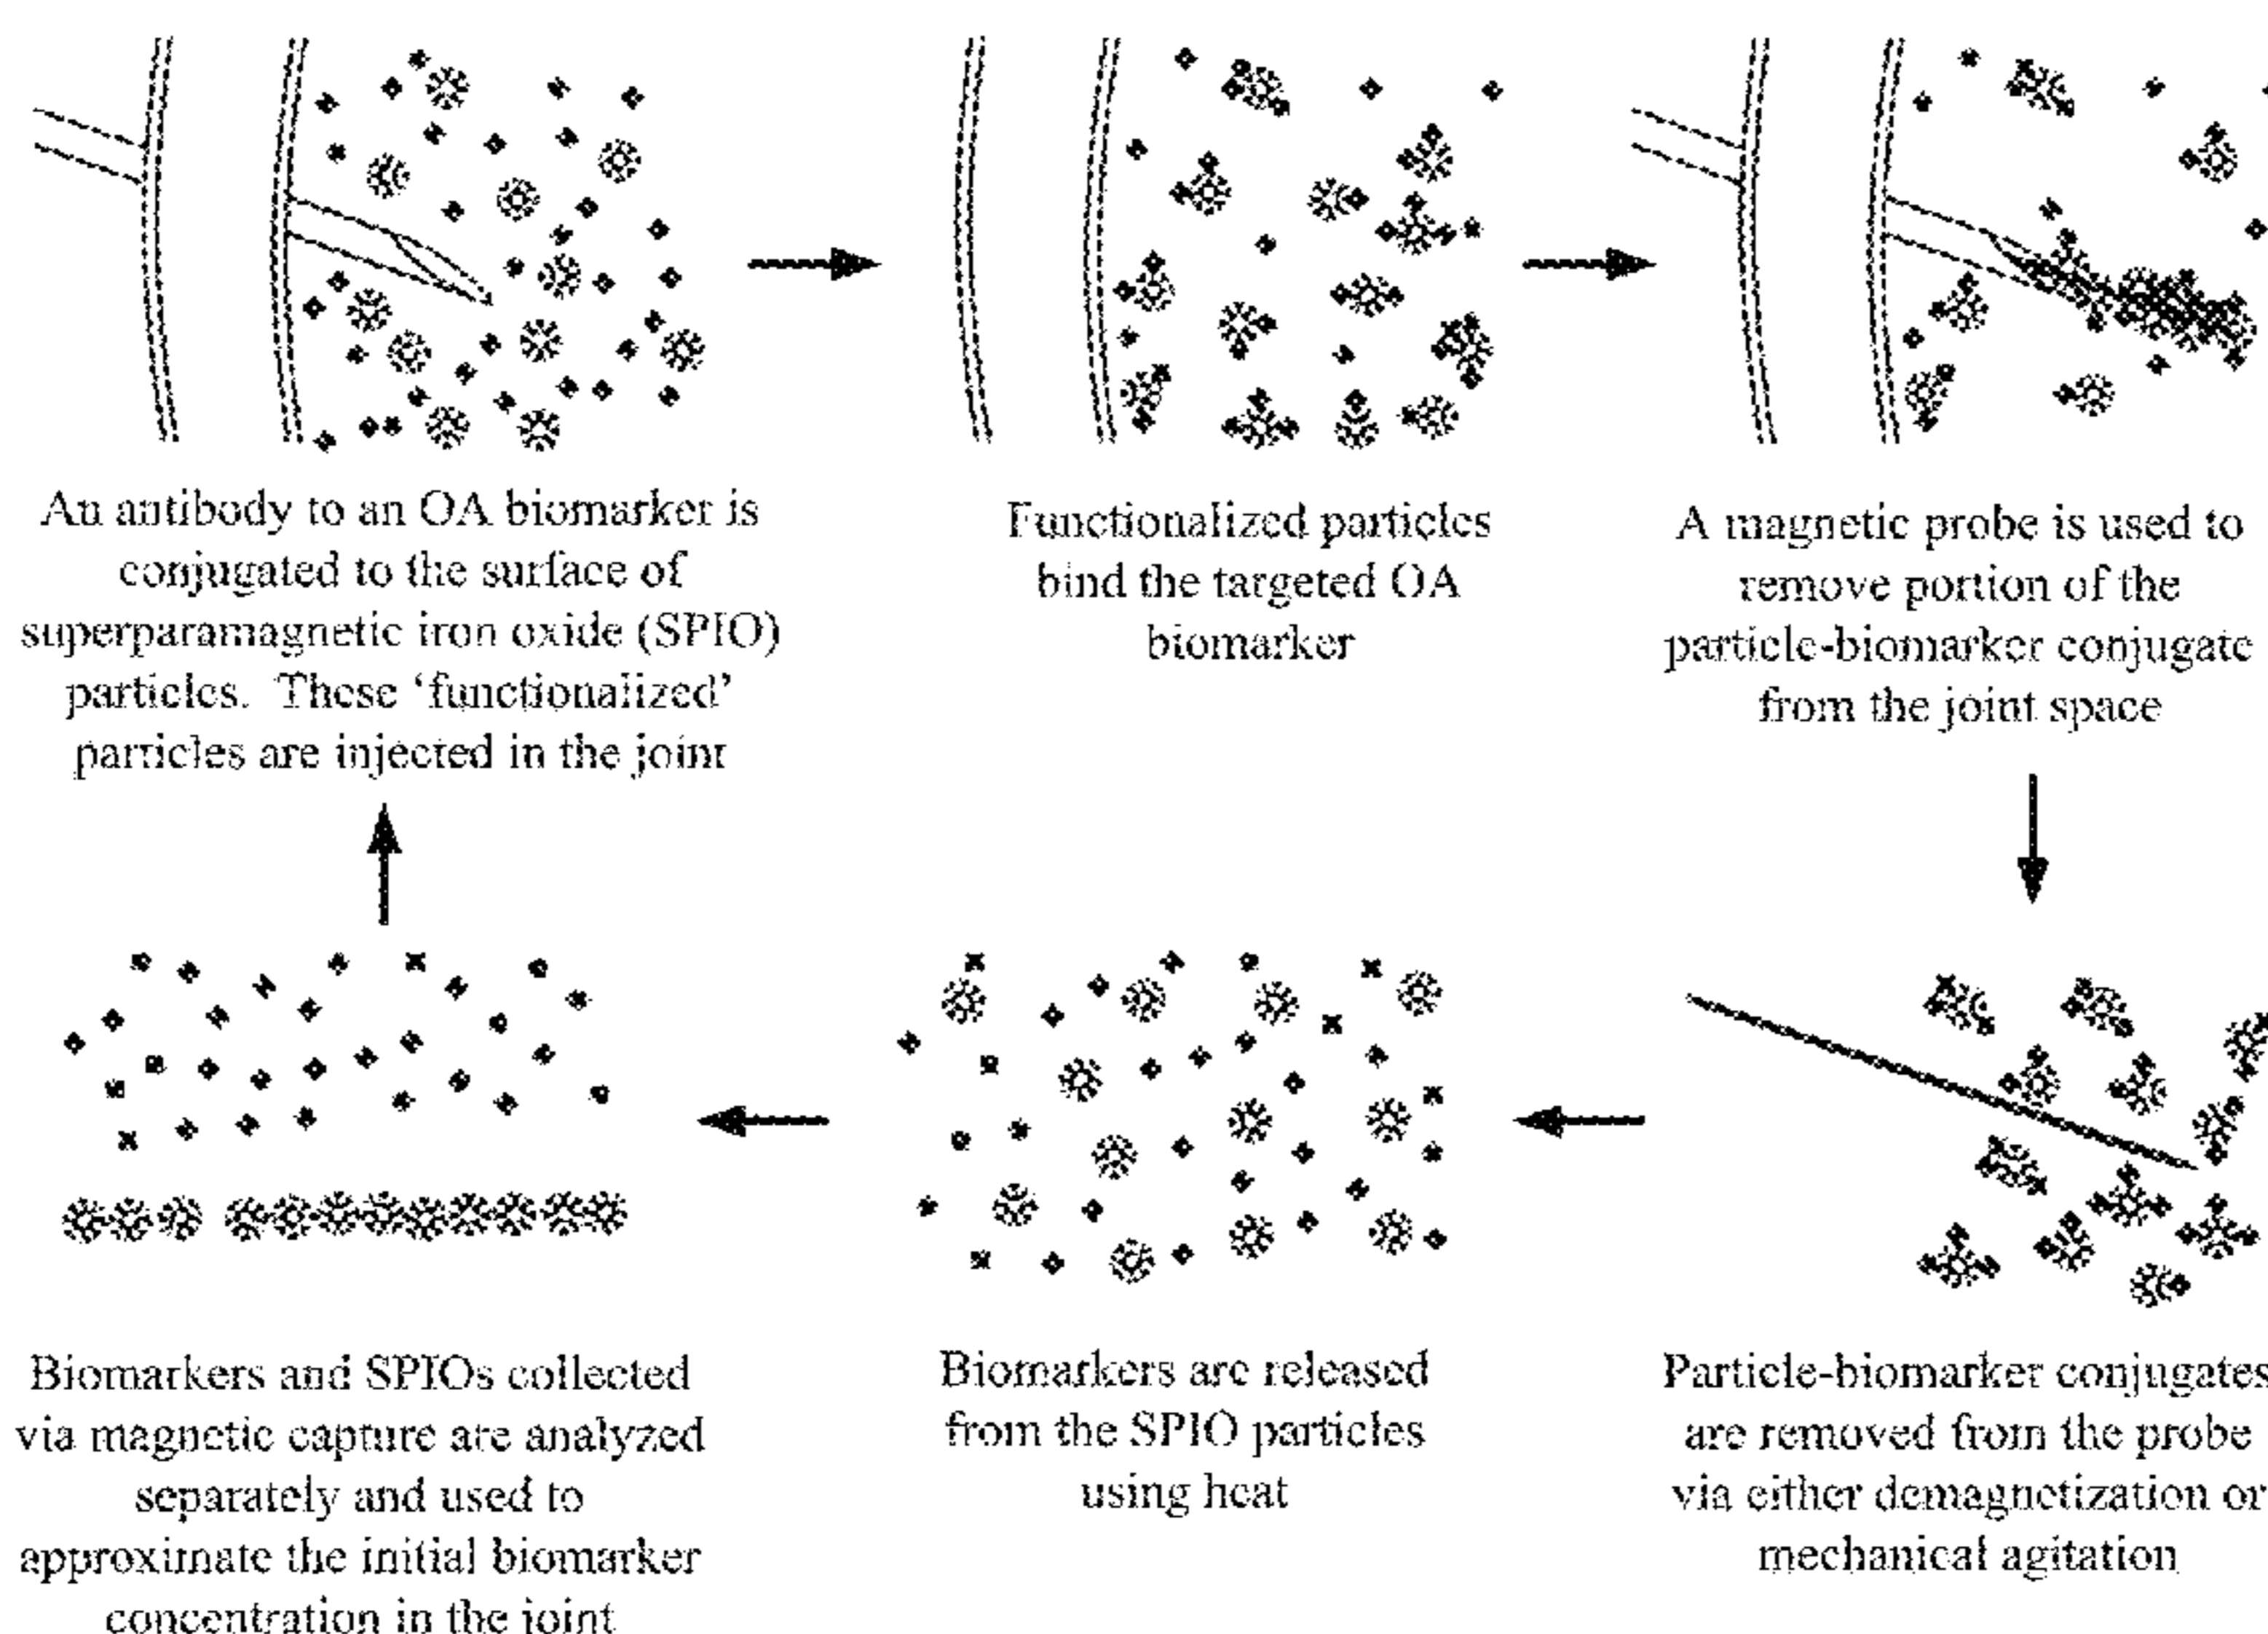 An antibody to an OA biomarker is
conjugated to the surface of
superparamagnetic iron oxide (SPIO)
particles. These ‘functionalized’
particles are injected in the joint
Functionalized particles
bind the targeted OA
biomarker
A magnetic probe is used to
remove portion of the
particle-biomarker conjugate
from the joint space
Biomarkers and SPIOs collected
via magnetic capture are analyzed
separately and used to
approximate the initial biomarker
concentration in the joint
Biomarkers are released
from the SPIO particles
using heat
Particle-biomarker conjugates
are removed from the probe
via either demagnetization or
mechanical agitation